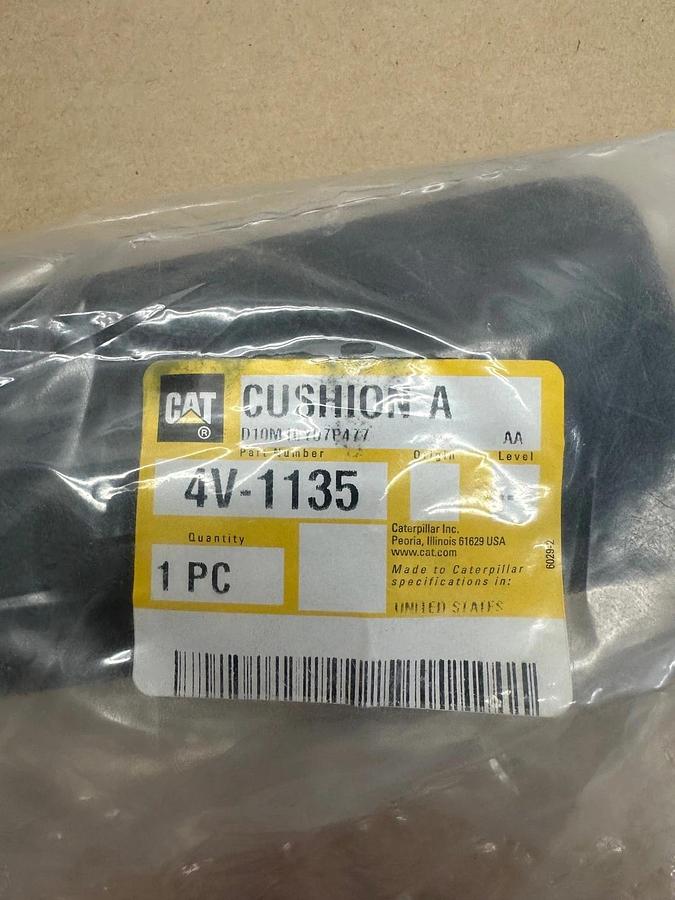 CAT
®
CUSHION A
AA
Part Number
Origin
Level
4V-1135
--
Quantity
1 PC
Caterpillar Inc.
Peoria, Illinois 61629 USA
www.cat.com
Made to Caterpillar
specifications in:
UNITED STATES
6029-2